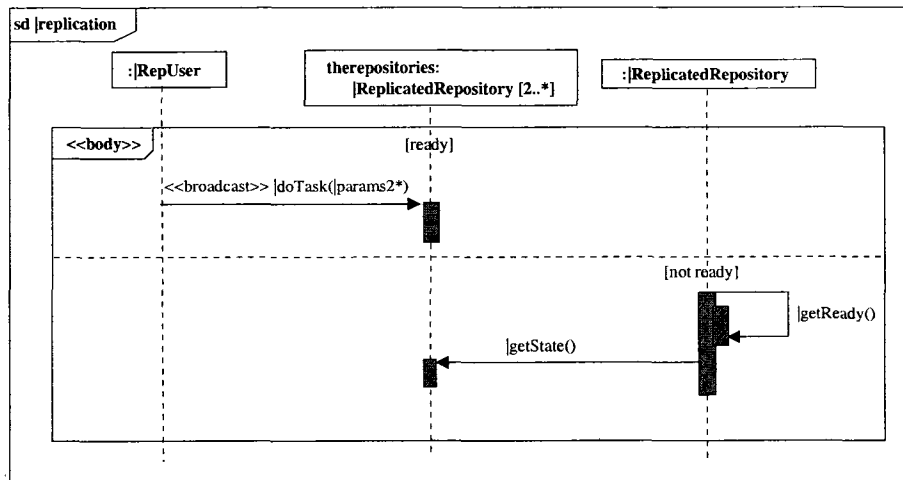 sd |replication
:|RepUser
therepositories:
|ReplicatedRepository [2..*]
:|ReplicatedRepository
<<body>>
[ready]
<<broadcast>> |doTask(|params2*)
[not ready}
|getReady()
|getState()